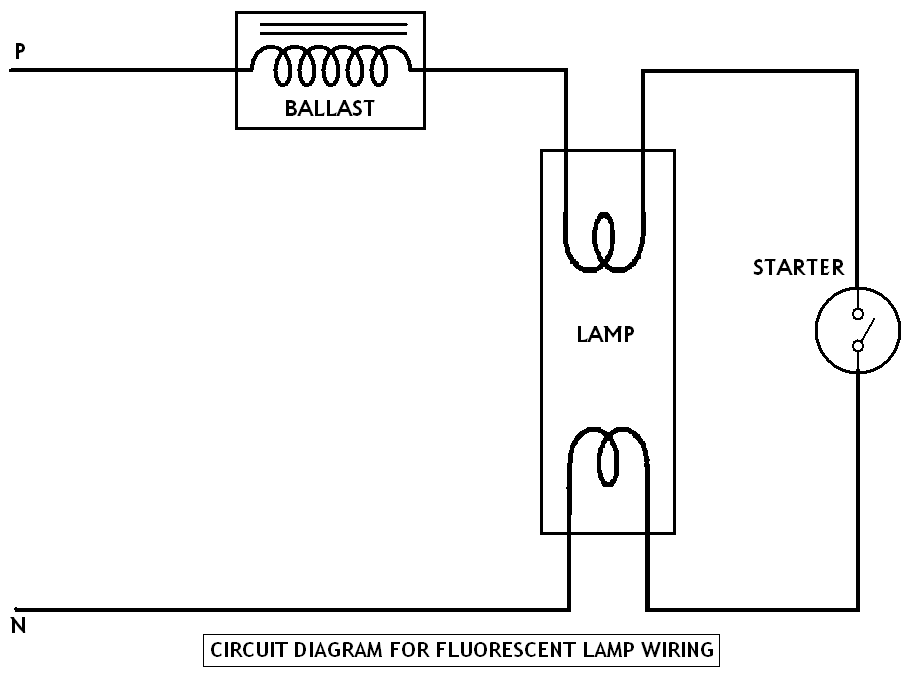 P
BALLAST
STARTER
LAMP
N
CIRCUIT DIAGRAM FOR FLUORESCENT LAMP WIRING